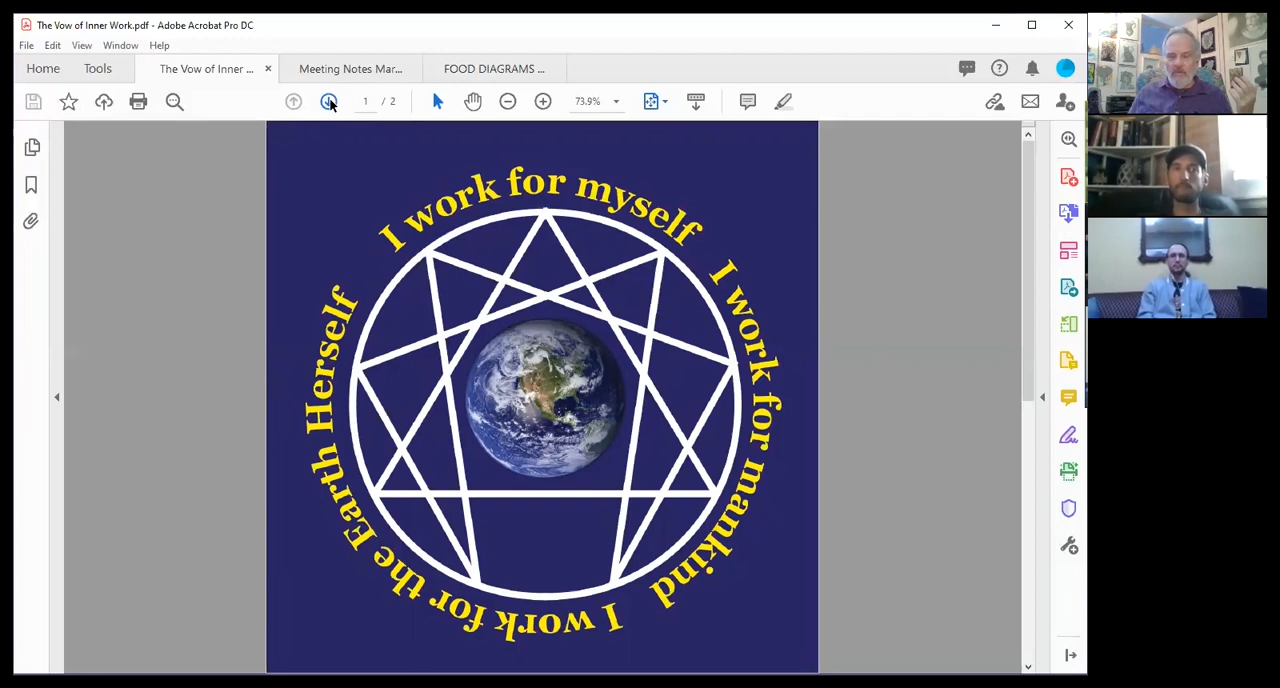 The Vow of Inner Work.pdf - Adobe Acrobat Pro DC
File Edit View Window Help
Home Tools The Vow of Inner ... × Meeting Notes Mar... FOOD DIAGRAMS ...
1 / 2 73.9%
I work for myself
I work for mankind
I work for the Earth Herself